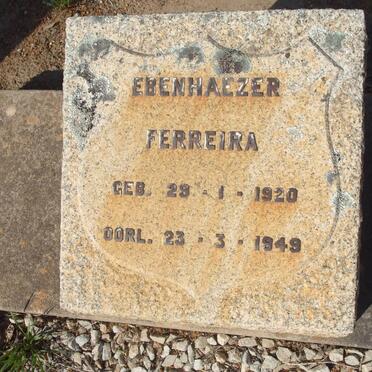 EBENHAEZER
FERREIRA
GEB. 29 - 1 - 1920
OORL. 23 - 3 - 1949